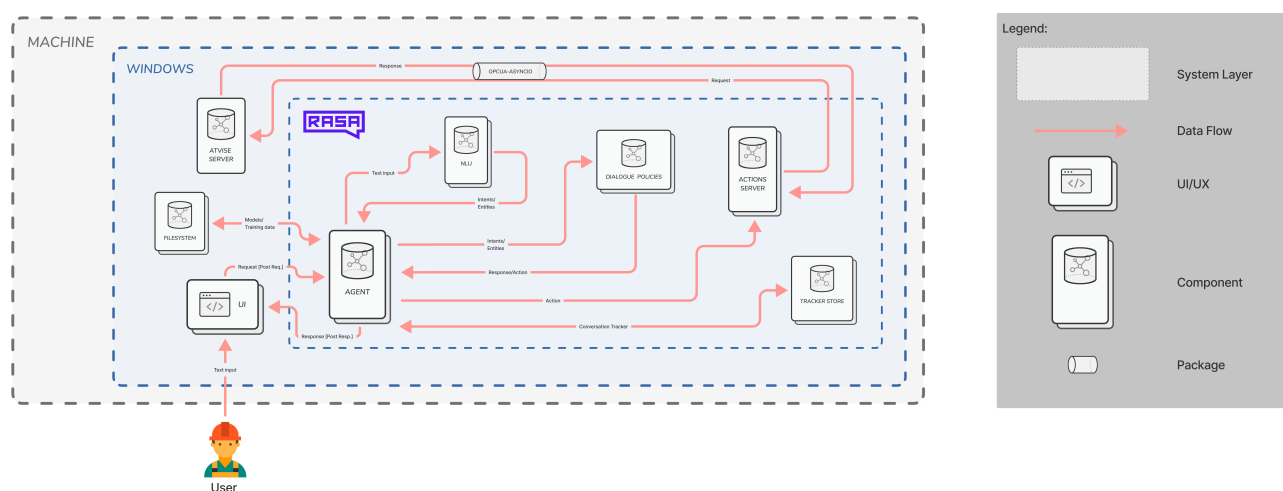 MACHINE
WINDOWS
Response
OPCUA-ASYNCIO
Request
RASA
ATVISE
SERVER
NLU
DIALOGUE POLICIES
ACTIONS
SERVER
Text input
Intents/
Entities
FILESYSTEM
Models/
Training data
Intents/
Entities
AGENT
Request [Post Req.]
Response/Action
UI
Action
TRACKER STORE
Response [Post Resp.]
Conversation Tracker
Text input
User
Legend:
System Layer
Data Flow
UI/UX
Component
Package